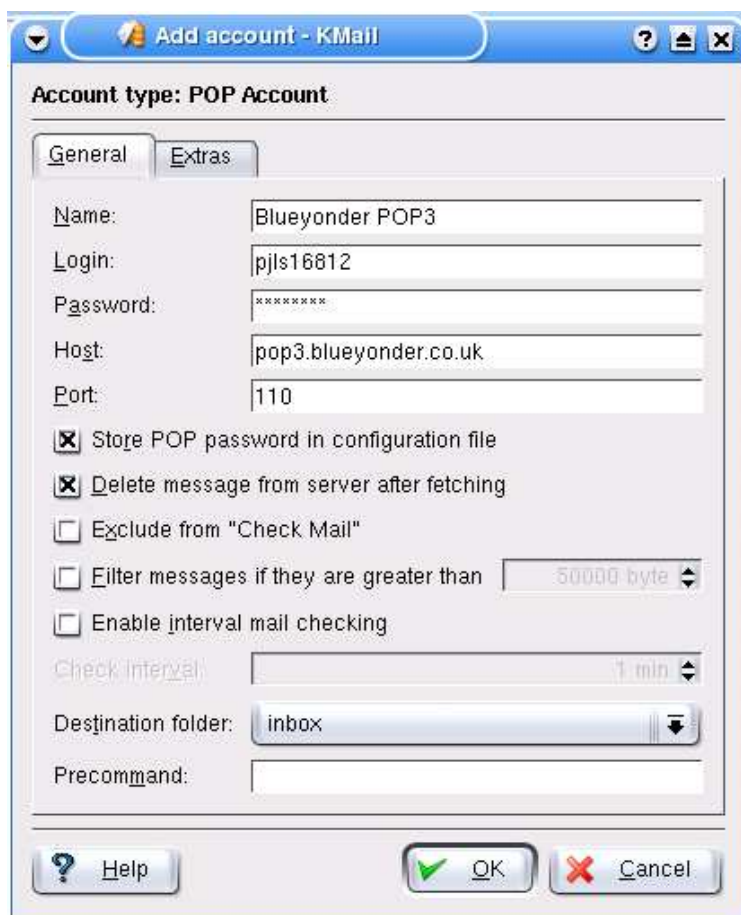 Add account - KMail
Account type: POP Account
General Extras
Name: Blueyonder POP3
Login: pjls16812
Password: ********
Host: pop3.blueyonder.co.uk
Port: 110
Store POP password in configuration file
Delete message from server after fetching
Exclude from "Check Mail"
Filter messages if they are greater than 50000 byte
Enable interval mail checking
Check interval 1 min
Destination folder: inbox
Precommand:
? Help OK Cancel